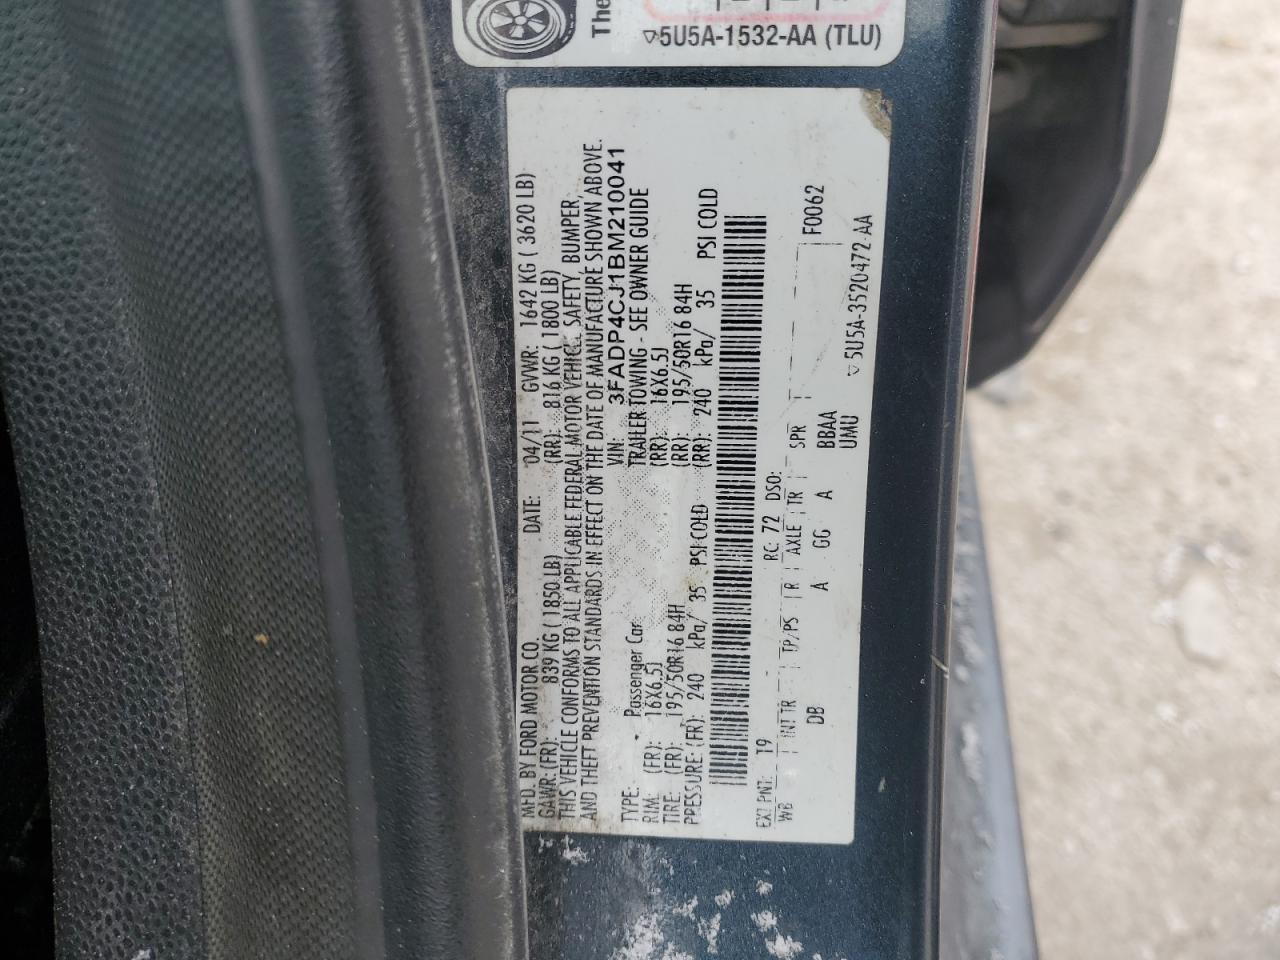 The
▽5U5A-1532-AA (TLU)
MFD. BY FORD MOTOR CO. DATE: 04/11 GVWR: 1642 KG ( 3620 LB)
GAWR: (FR): 839 KG ( 1850 LB) (RR): 816 KG ( 1800 LB)
THIS VEHICLE CONFORMS TO ALL APPLICABLE FEDERAL MOTOR VEHICLE SAFETY, BUMPER,
AND THEFT PREVENTION STANDARDS IN EFFECT ON THE DATE OF MANUFACTURE SHOWN ABOVE.
VIN: 3FADP4CJ1BM210041
TYPE: Passenger Car TRAILER TOWING - SEE OWNER GUIDE
RIM: (FR): 16X6.5J (RR): 16X6.5J
TIRE: (FR): 195/50R16 84H (RR): 195/50R16 84H
PRESSURE: (FR): 240 kPa/ 35 PSI COLD (RR): 240 kPa/ 35 PSI COLD
EXT PNT: T9 RC: 72 DSO:
WB INT TR TP/PS R AXLE TR SPR F0062
DB A GG A BBAA
UMU
▽5U5A-3520472-AA